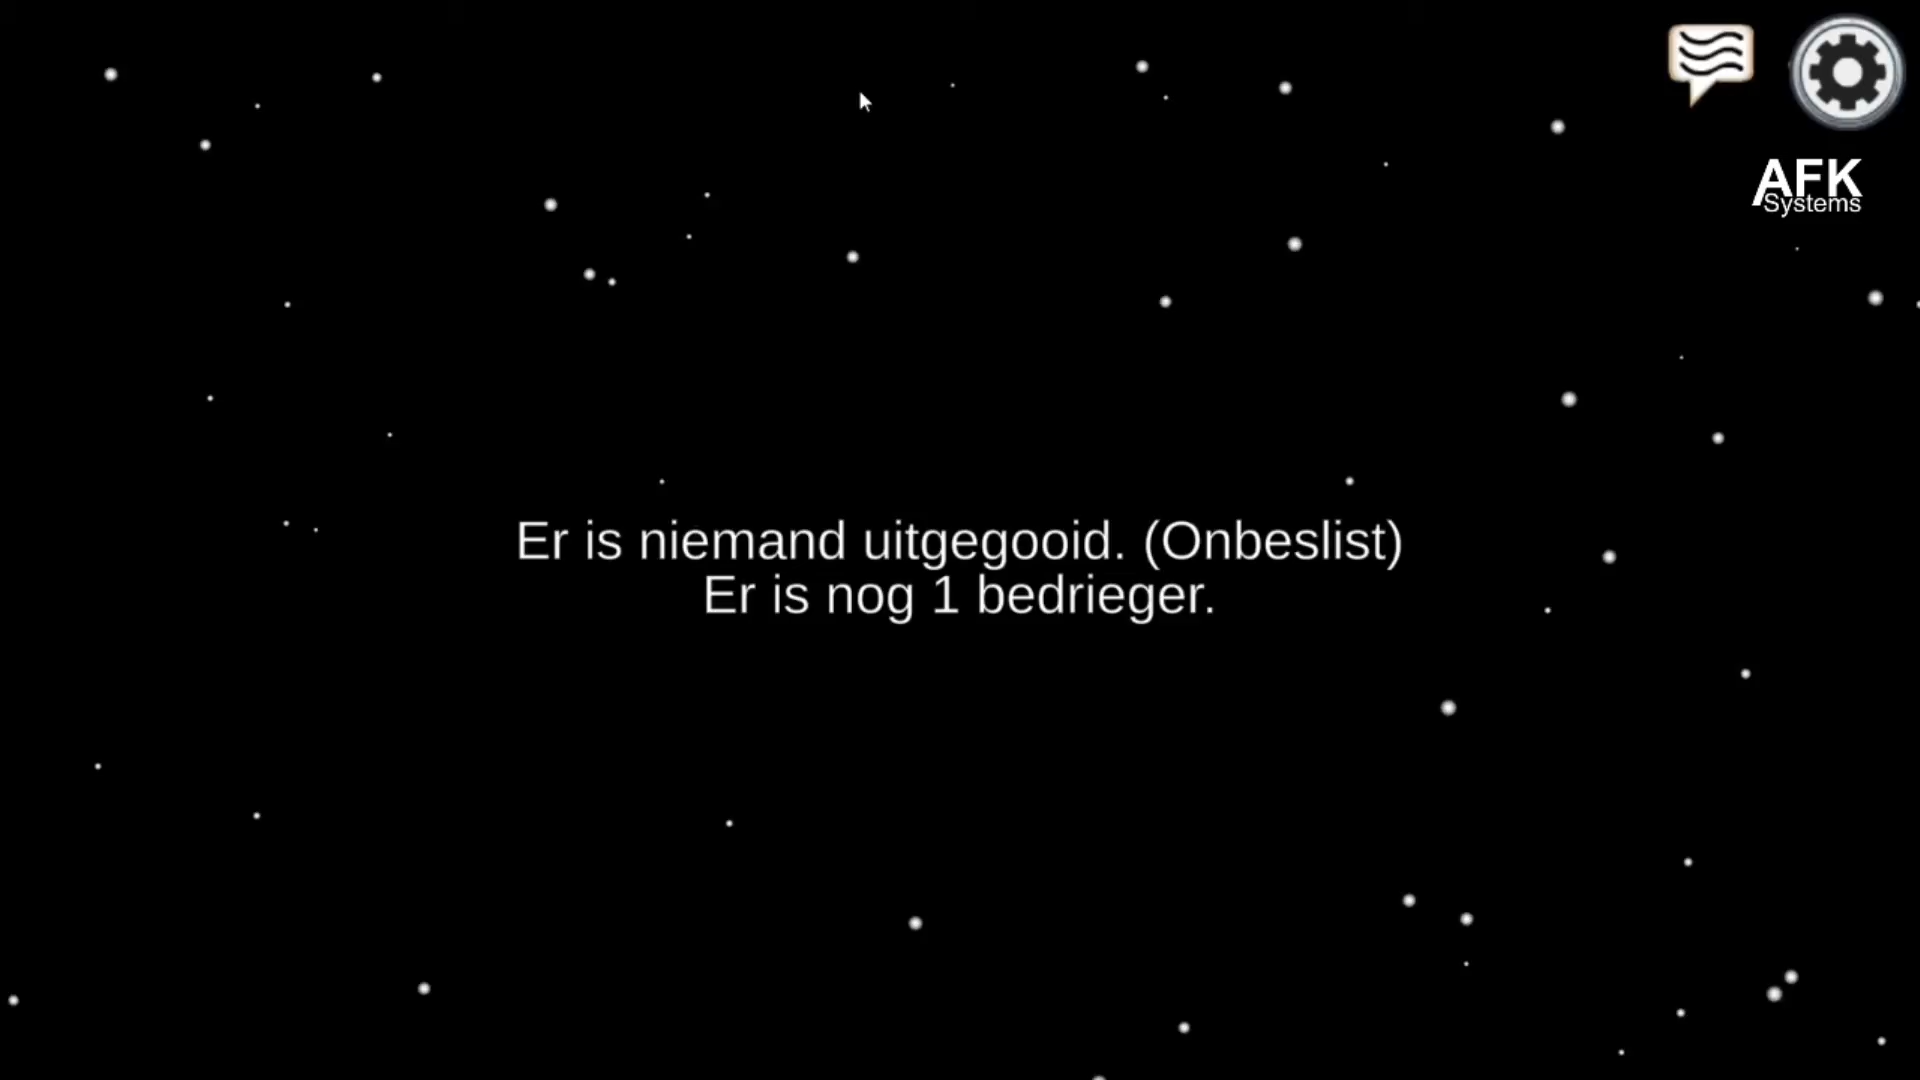 AFK
Systems
Er is niemand uitgegooid. (Onbeslist)
Er is nog 1 bedrieger.